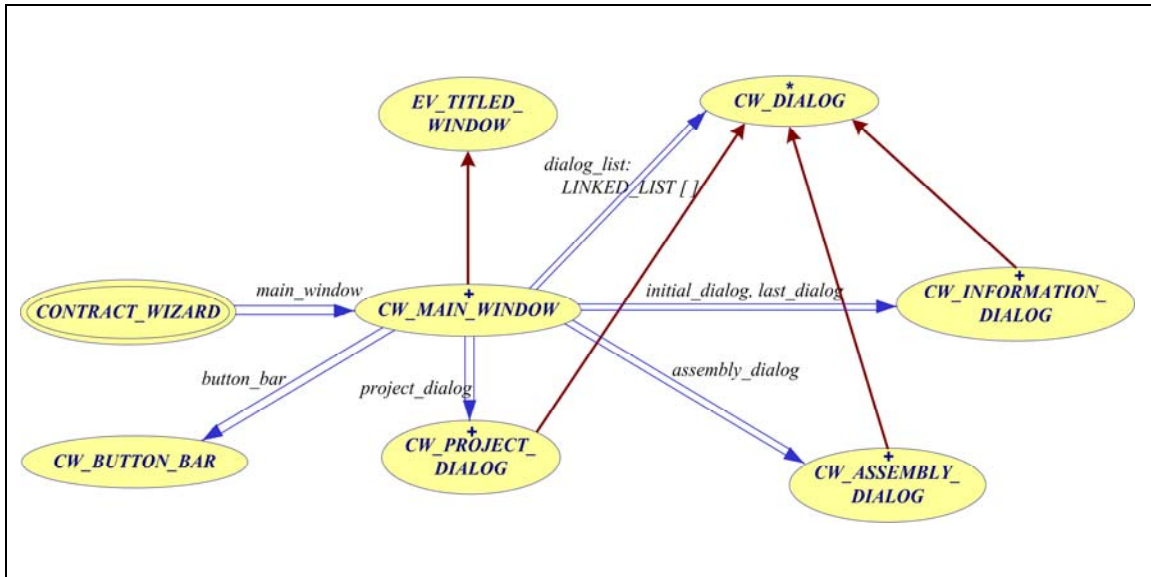 *
EV_TITLED_
WINDOW
CW_DIALOG
dialog_list:
LINKED_LIST [ ]
+
CONTRACT_WIZARD
main_window
+
CW_MAIN_WINDOW
initial_dialog, last_dialog
+
CW_INFORMATION_
DIALOG
button_bar
project_dialog
assembly_dialog
CW_BUTTON_BAR
+
CW_PROJECT_
DIALOG
+
CW_ASSEMBLY_
DIALOG